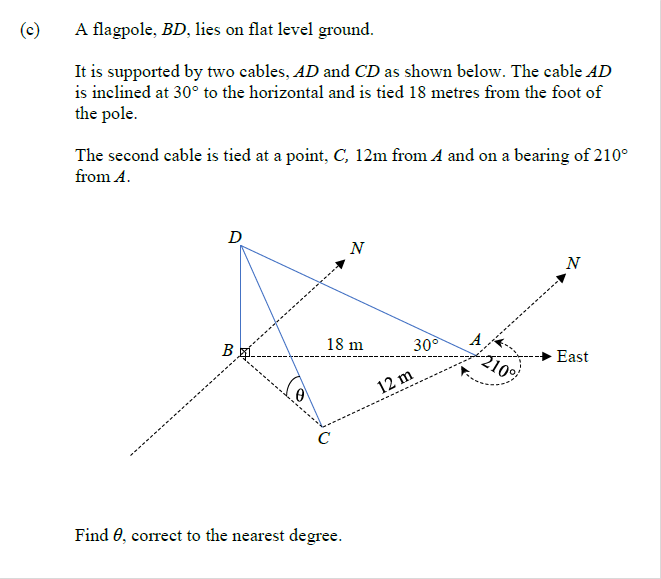 (c) A flagpole, BD, lies on flat level ground.
It is supported by two cables, AD and CD as shown below. The cable AD
is inclined at 30° to the horizontal and is tied 18 metres from the foot of
the pole.
The second cable is tied at a point, C, 12m from A and on a bearing of 210°
from A.
D
N
N
B
18 m
30°
A
East
210°
12 m
θ
C
Find θ, correct to the nearest degree.